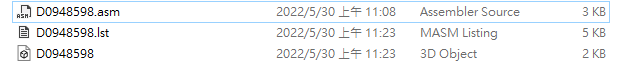 D0948598.asm 2022/5/30 上午 11:08 Assembler Source 3 KB
D0948598.lst 2022/5/30 上午 11:23 MASM Listing 5 KB
D0948598 2022/5/30 上午 11:23 3D Object 2 KB